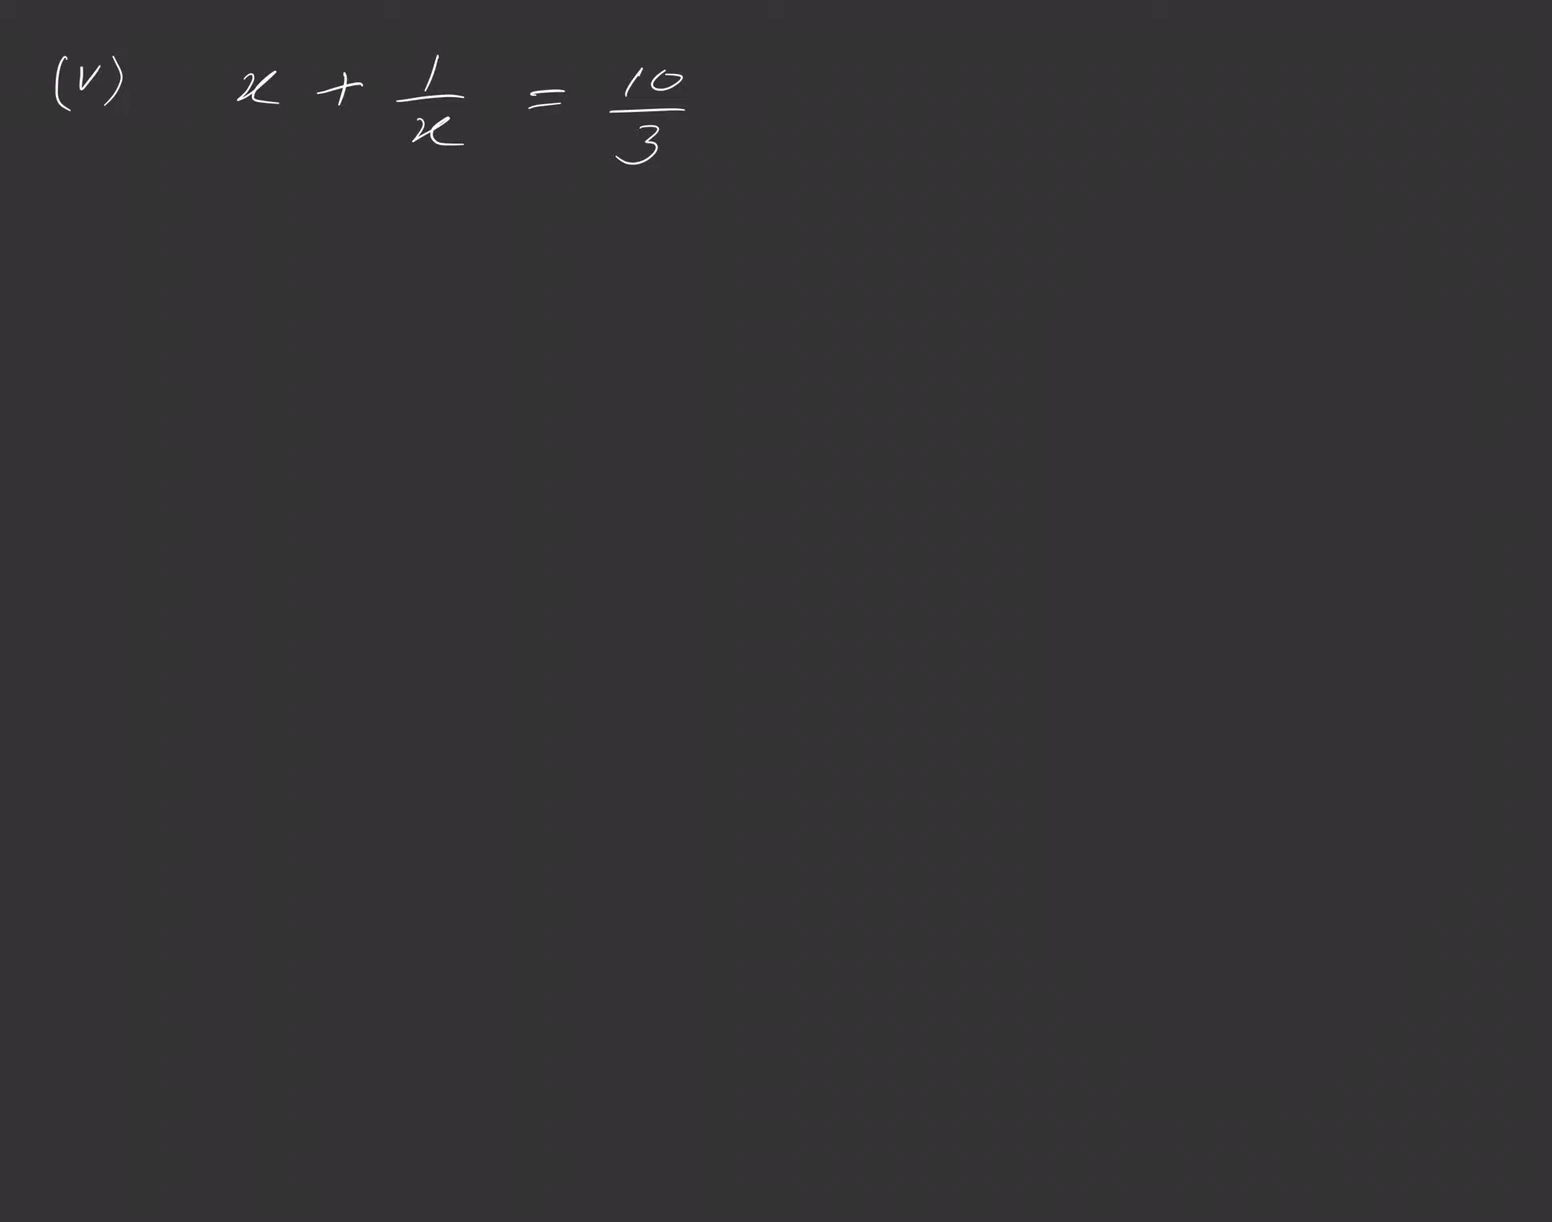 (v) x + 1/x = 10/3